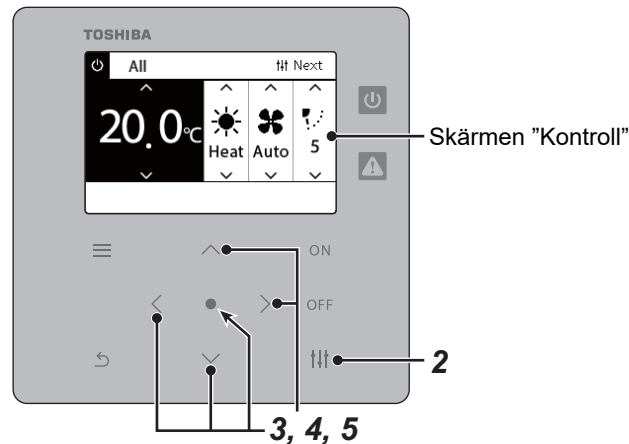 TOSHIBA
All Next
20.0°C Heat Auto 5
Skärmen "Kontroll"
ON
OFF
2
3, 4, 5